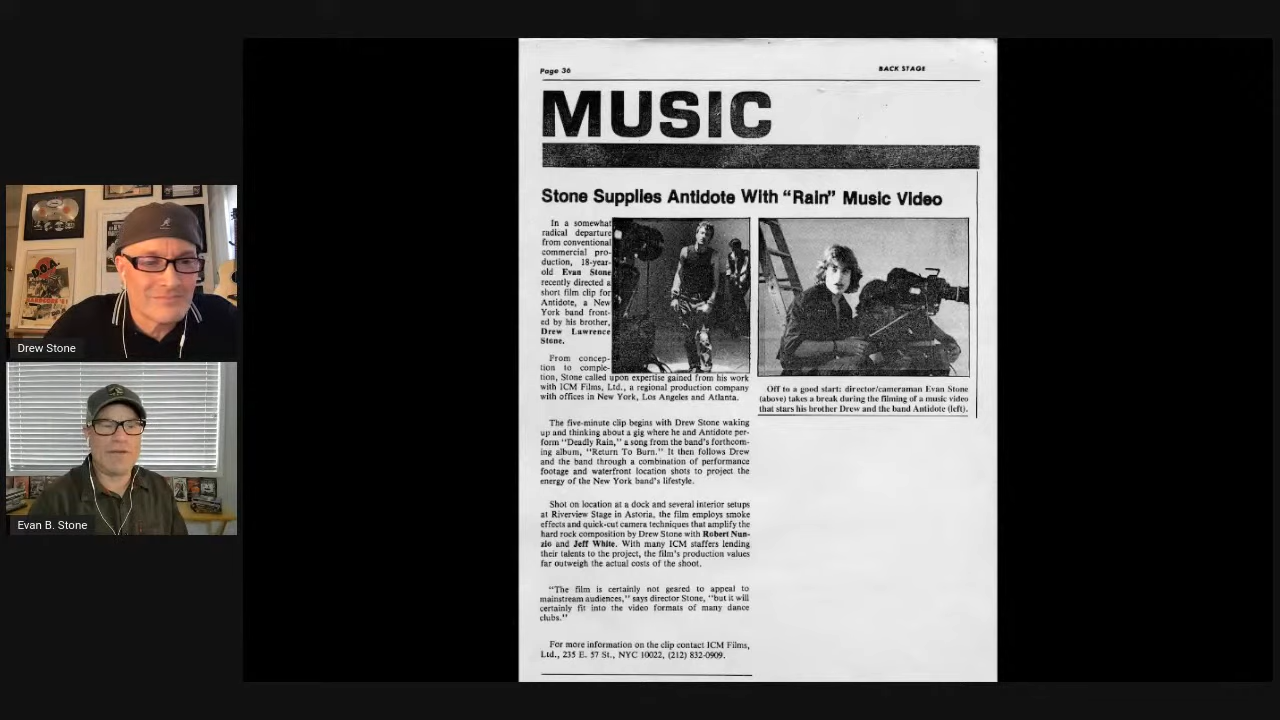 Page 36
BACK STAGE
MUSIC
Stone Supplies Antidote With "Rain" Music Video
In a somewhat
radical departure
from conventional
commercial pro-
duction, 18-year-
old Evan Stone
recently directed a
short film clip for
Antidote, a New
York band front-
ed by his brother,
Drew Lawrence
Stone.
From concep-
tion to comple-
tion, Stone called upon expertise gained from his work
with ICM Films, Ltd., a regional production company
with offices in New York, Los Angeles and Atlanta.
The five-minute clip begins with Drew Stone waking
up and thinking about a gig where he and Antidote per-
form "Deadly Rain," a song from the band's forthcom-
ing album, "Return To Burn." It then follows Drew
and the band through a combination of performance
footage and waterfront location shots to project the
energy of the New York band's lifestyle.
Shot on location at a dock and several interior setups
at Riverview Stage in Astoria, the film employs smoke
effects and quick-cut camera techniques that amplify the
hard rock composition by Drew Stone with Robert Nun-
zio and Jeff White. With many ICM staffers lending
their talents to the project, the film's production values
far outweigh the actual costs of the shoot.
"The film is certainly not geared to appeal to
mainstream audiences," says director Stone, "but it will
certainly fit into the video formats of many dance
clubs."
For more information on the clip contact ICM Films,
Ltd., 235 E. 57 St., NYC 10022, (212) 832-0909.
Off to a good start: director/cameraman Evan Stone
(above) takes a break during the filming of a music video
that stars his brother Drew and the band Antidote (left).
D.O.A.
HARDCORE 81
Drew Stone
Evan B. Stone